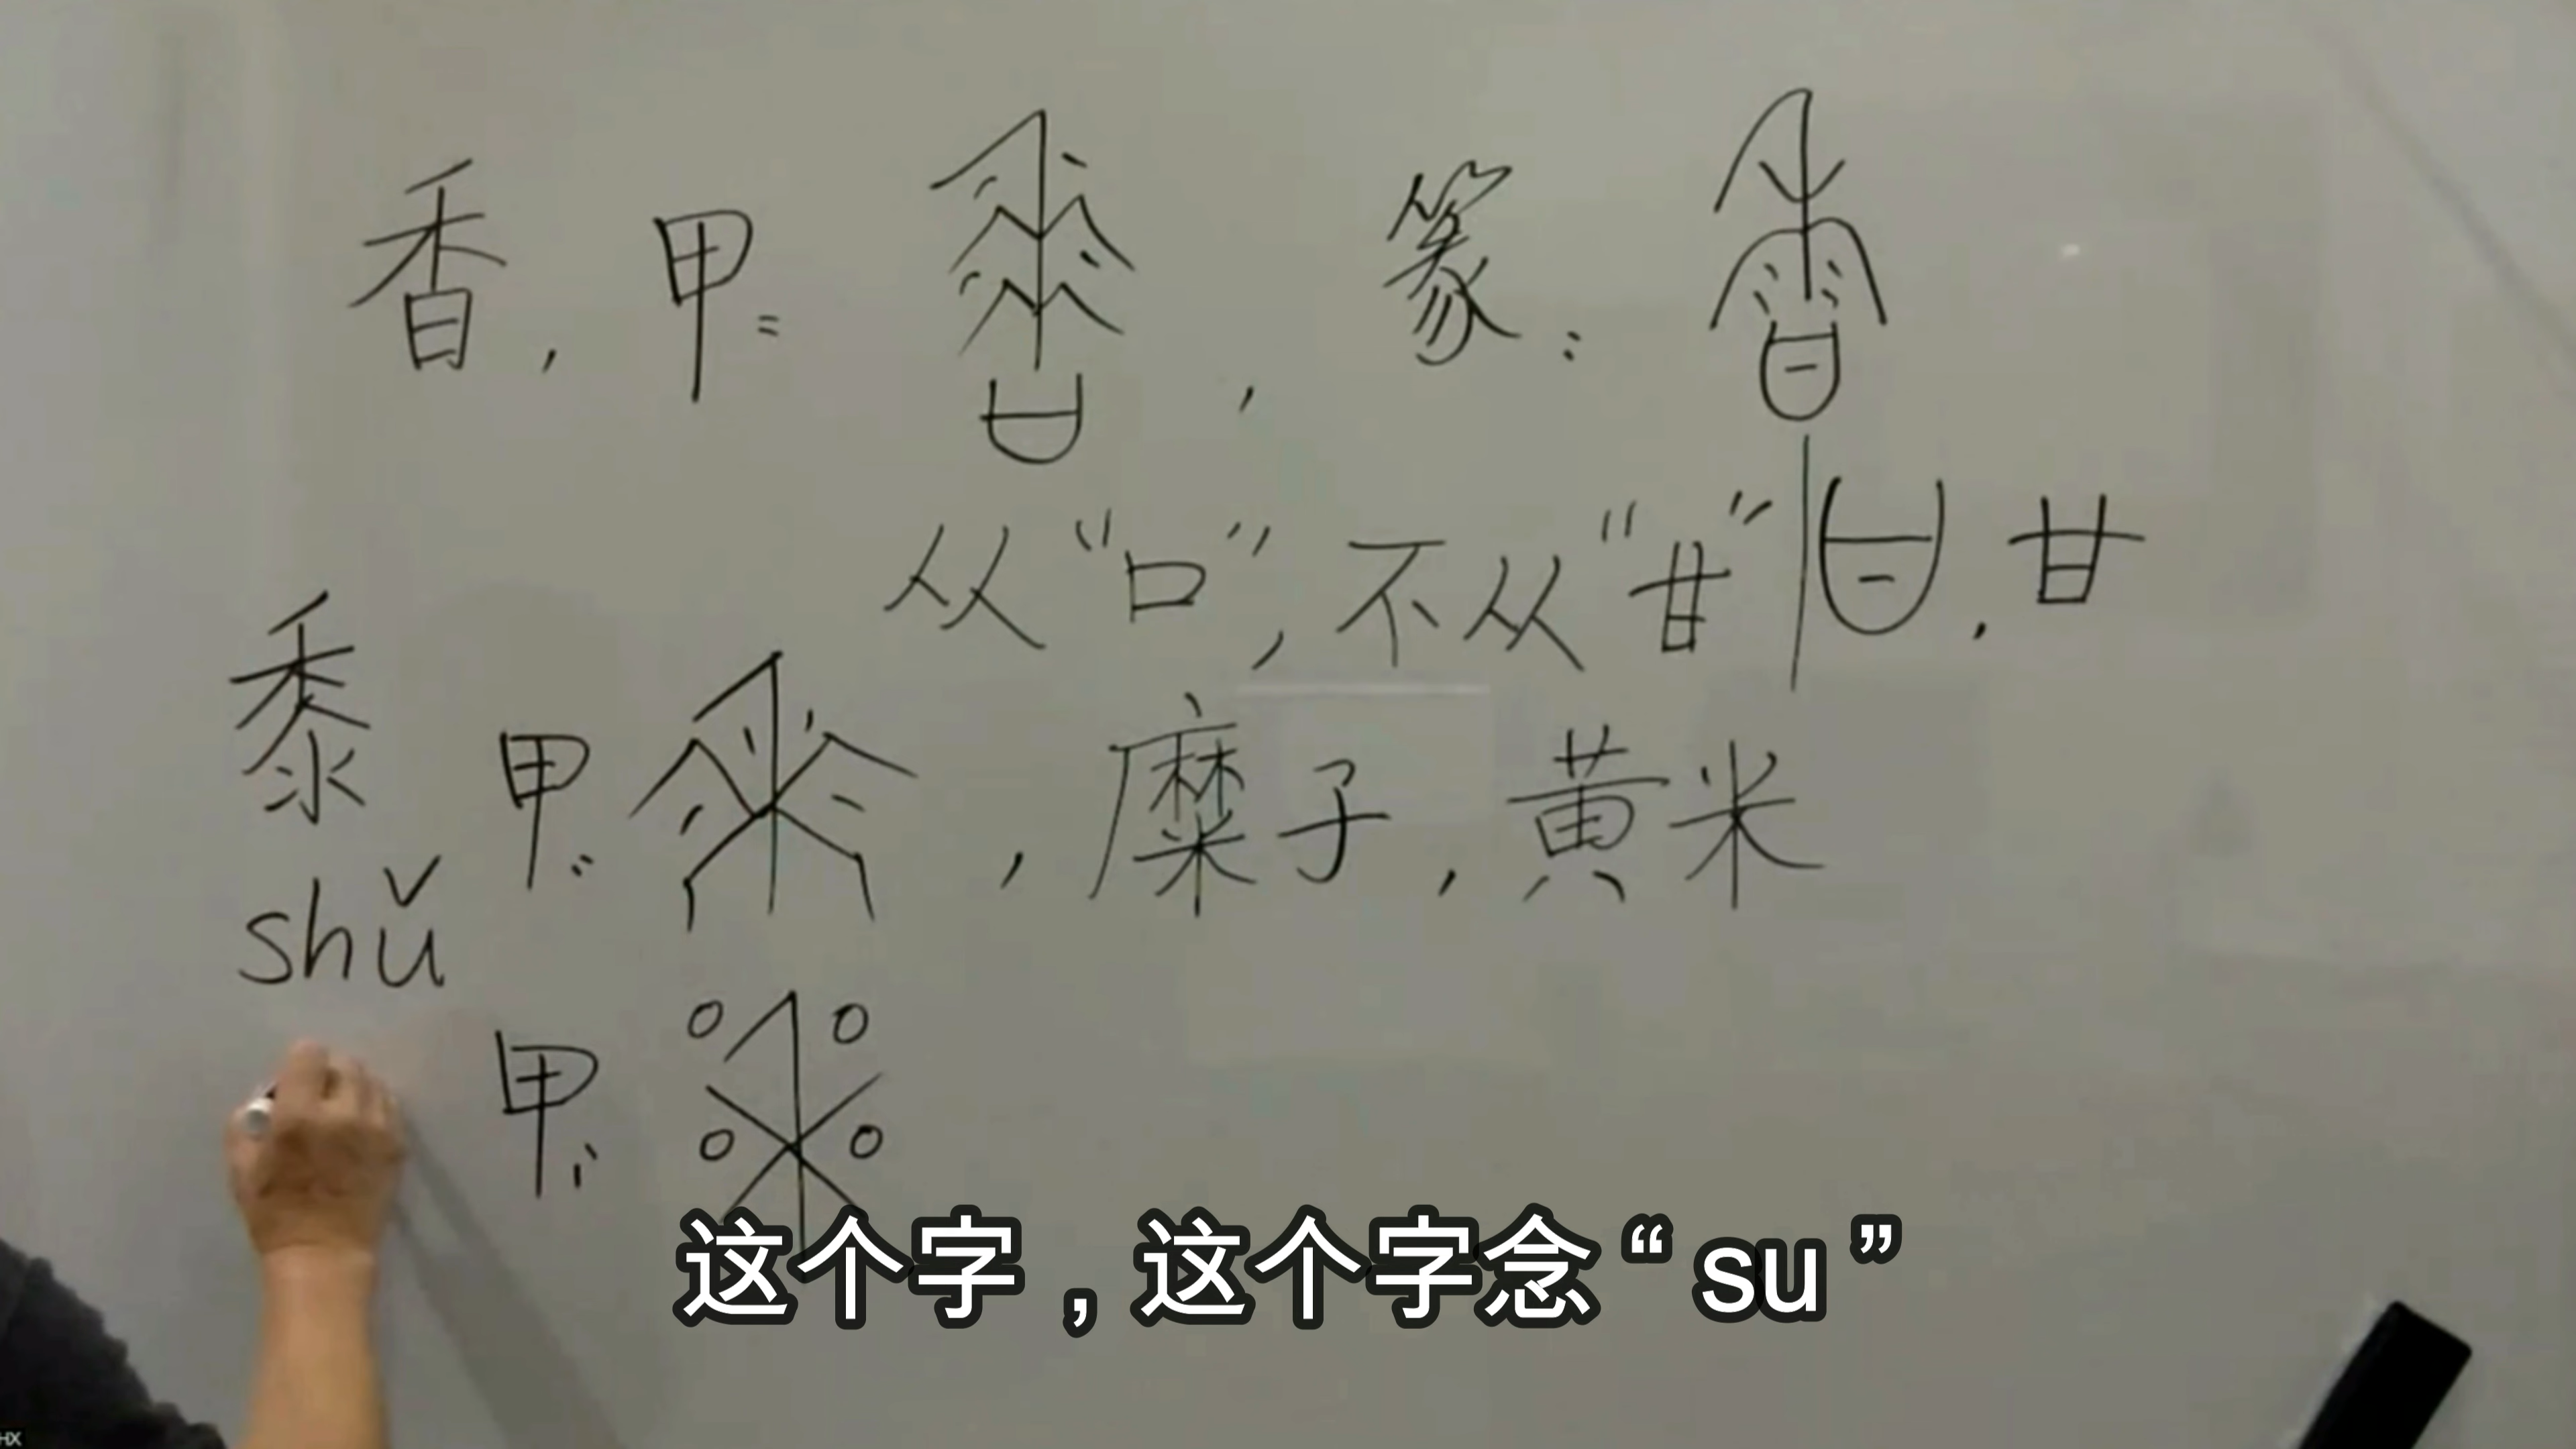 香，甲：，篆：
从“口”，不从“甘”，甘
黍 甲：，糜子，黄米
shǔ
甲：
这个字，这个字念“su”
HX